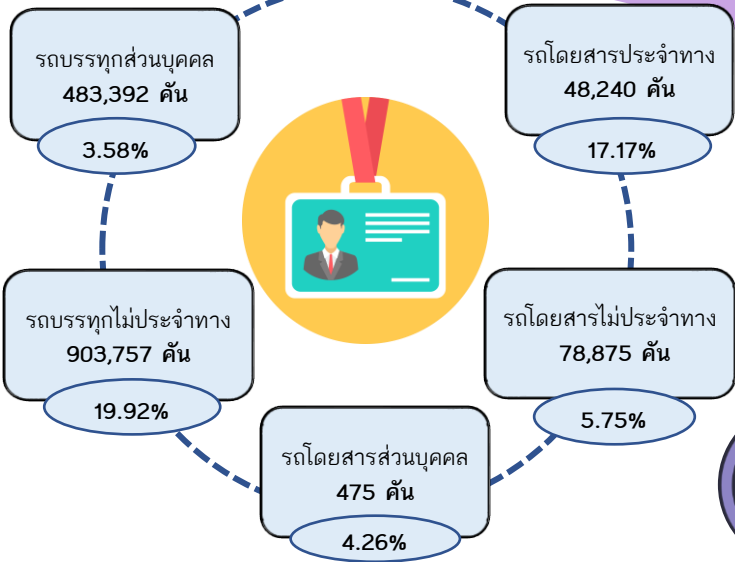 รถบรรทุกส่วนบุคคล
483,392 คัน
3.58%
รถโดยสารประจำทาง
48,240 คัน
17.17%
รถบรรทุกไม่ประจำทาง
903,757 คัน
19.92%
รถโดยสารไม่ประจำทาง
78,875 คัน
5.75%
รถโดยสารส่วนบุคคล
475 คัน
4.26%